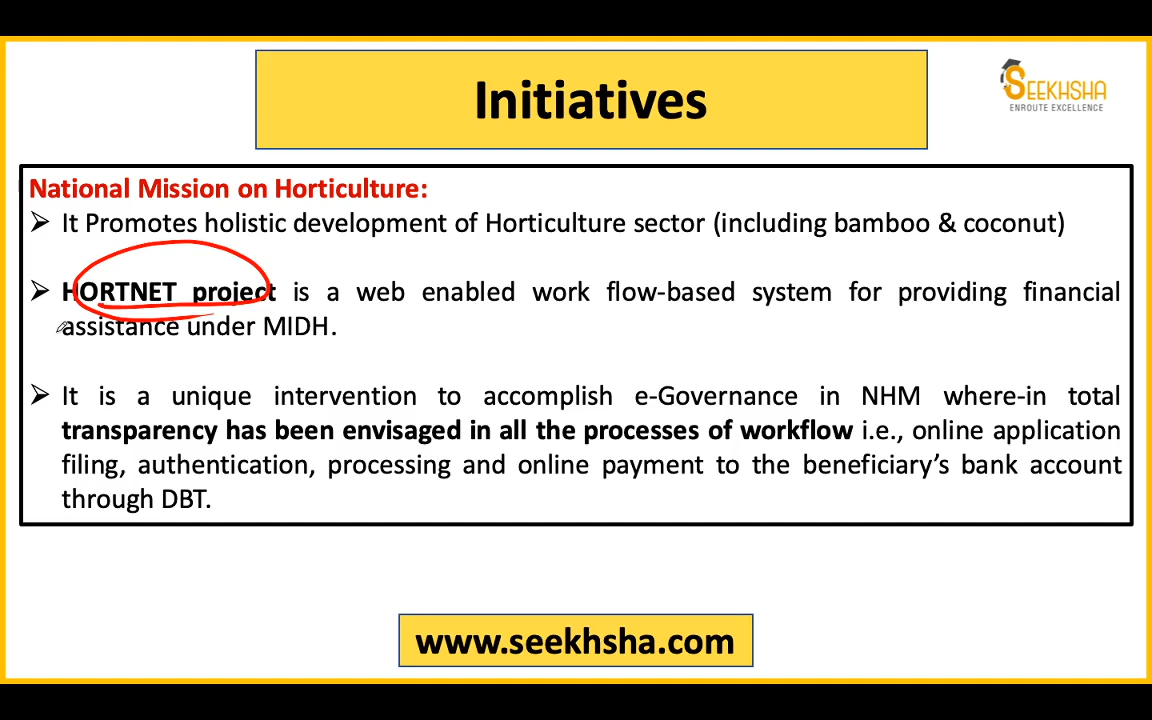 Initiatives
SEEKHSHA
ENROUTE EXCELLENCE
National Mission on Horticulture:
➢ It Promotes holistic development of Horticulture sector (including bamboo & coconut)
➢ HORTNET project is a web enabled work flow-based system for providing financial
assistance under MIDH.
➢ It is a unique intervention to accomplish e-Governance in NHM where-in total
transparency has been envisaged in all the processes of workflow i.e., online application
filing, authentication, processing and online payment to the beneficiary's bank account
through DBT.
www.seekhsha.com